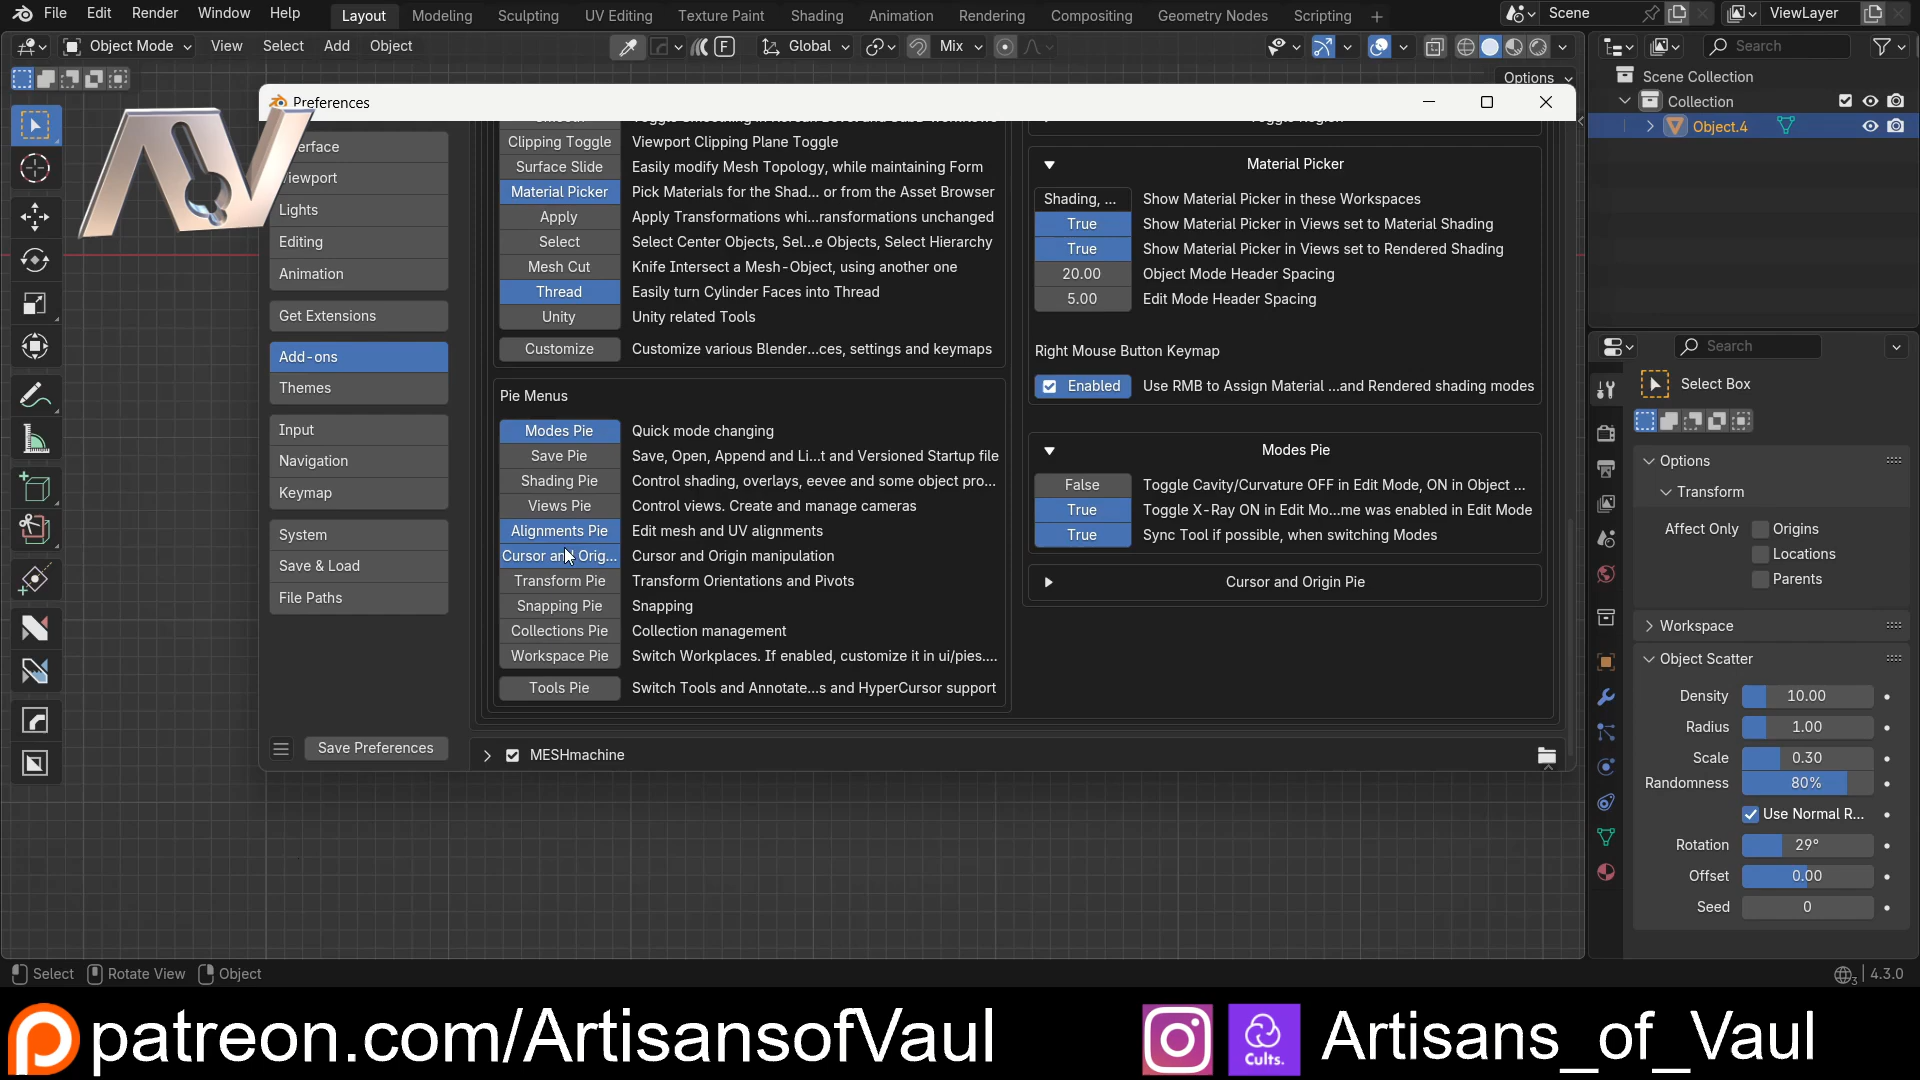 File Edit Render Window Help Layout Modeling Sculpting UV Editing Texture Paint Shading Animation Rendering Compositing Geometry Nodes Scripting + Scene ViewLayer
Object Mode View Select Add Object F Global Mix Search
Options
Scene Collection
Collection
Object.4
Preferences
AV
Viewport
Lights
Editing
Animation
Get Extensions
Add-ons
Themes
Input
Navigation
Keymap
System
Save & Load
File Paths
Save Preferences
Clipping Toggle Viewport Clipping Plane Toggle
Surface Slide Easily modify Mesh Topology, while maintaining Form
Material Picker Pick Materials for the Shad... or from the Asset Browser
Apply Apply Transformations whi...ransformations unchanged
Select Select Center Objects, Sel...e Objects, Select Hierarchy
Mesh Cut Knife Intersect a Mesh-Object, using another one
Thread Easily turn Cylinder Faces into Thread
Unity Unity related Tools
Customize Customize various Blender...ces, settings and keymaps
Pie Menus
Modes Pie Quick mode changing
Save Pie Save, Open, Append and Li...t and Versioned Startup file
Shading Pie Control shading, overlays, eevee and some object pro...
Views Pie Control views. Create and manage cameras
Alignments Pie Edit mesh and UV alignments
Cursor and Orig... Cursor and Origin manipulation
Transform Pie Transform Orientations and Pivots
Snapping Pie Snapping
Collections Pie Collection management
Workspace Pie Switch Workplaces. If enabled, customize it in ui/pies....
Tools Pie Switch Tools and Annotate...s and HyperCursor support
MESHmachine
Material Picker
Shading, ... Show Material Picker in these Workspaces
True Show Material Picker in Views set to Material Shading
True Show Material Picker in Views set to Rendered Shading
20.00 Object Mode Header Spacing
5.00 Edit Mode Header Spacing
Right Mouse Button Keymap
Enabled Use RMB to Assign Material ...and Rendered shading modes
Modes Pie
False Toggle Cavity/Curvature OFF in Edit Mode, ON in Object ...
True Toggle X-Ray ON in Edit Mo...me was enabled in Edit Mode
True Sync Tool if possible, when switching Modes
Cursor and Origin Pie
Search
Select Box
Options
Transform
Affect Only Origins
Locations
Parents
Workspace
Object Scatter
Density 10.00
Radius 1.00
Scale 0.30
Randomness 80%
Use Normal R...
Rotation 29°
Offset 0.00
Seed 0
Select Rotate View Object 3 4.3.0
patreon.com/ArtisansofVaul Cults. Artisans_of_Vaul